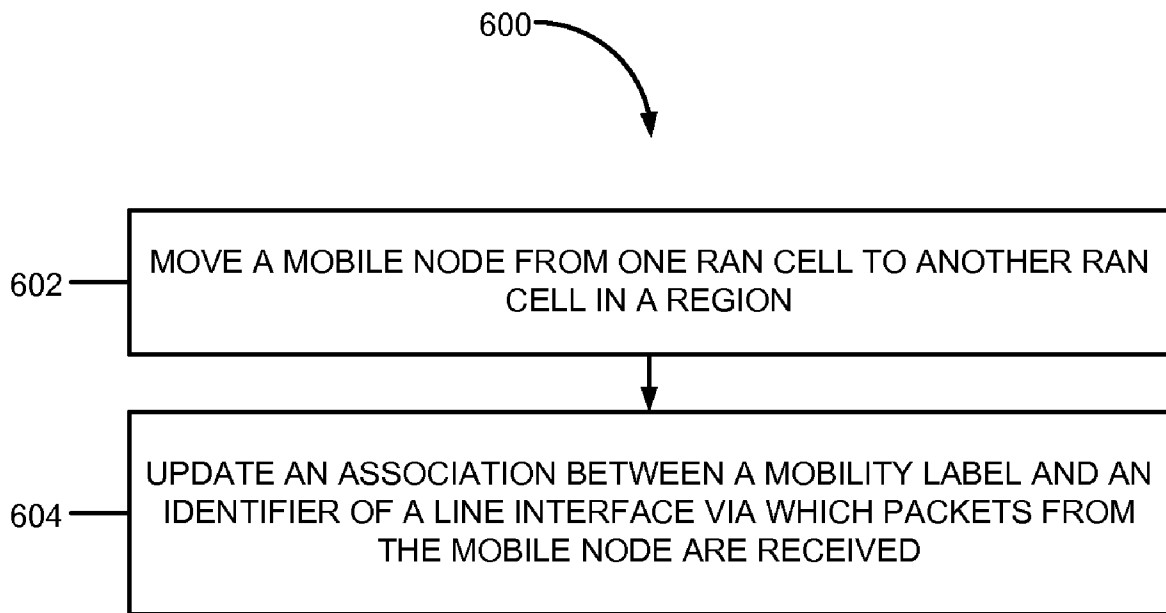 600
602
MOVE A MOBILE NODE FROM ONE RAN CELL TO ANOTHER RAN
CELL IN A REGION
604
UPDATE AN ASSOCIATION BETWEEN A MOBILITY LABEL AND AN
IDENTIFIER OF A LINE INTERFACE VIA WHICH PACKETS FROM
THE MOBILE NODE ARE RECEIVED